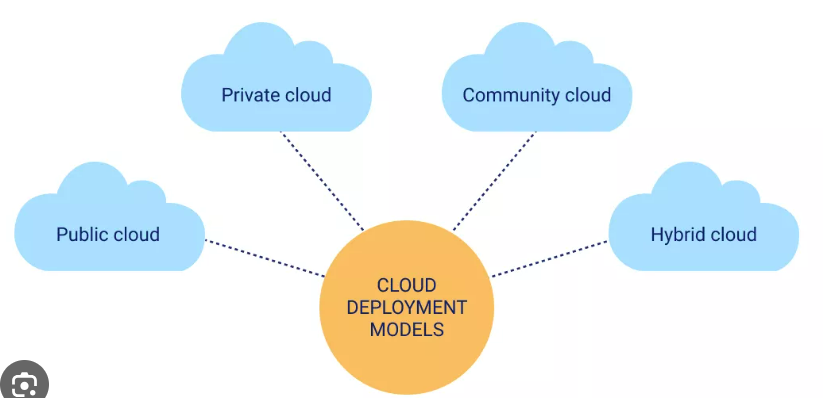 Private cloud
Community cloud
Public cloud
Hybrid cloud
CLOUD
DEPLOYMENT
MODELS